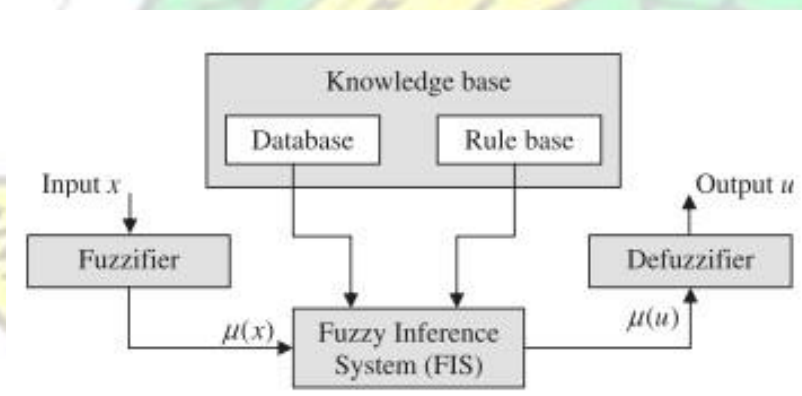 Knowledge base
Database
Rule base
Input x
Output u
Fuzzifier
Defuzzifier
μ(x)
Fuzzy Inference
System (FIS)
μ(u)